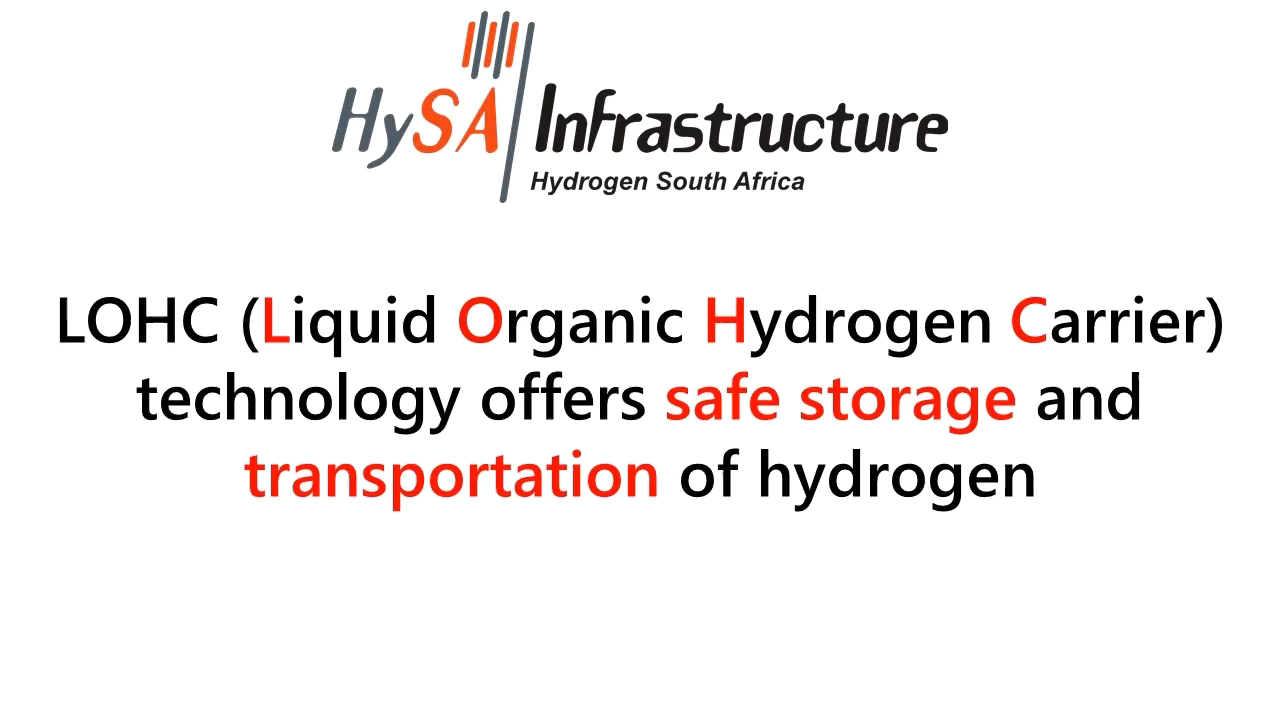 HySA Infrastructure
Hydrogen South Africa
LOHC (Liquid Organic Hydrogen Carrier)
technology offers safe storage and
transportation of hydrogen